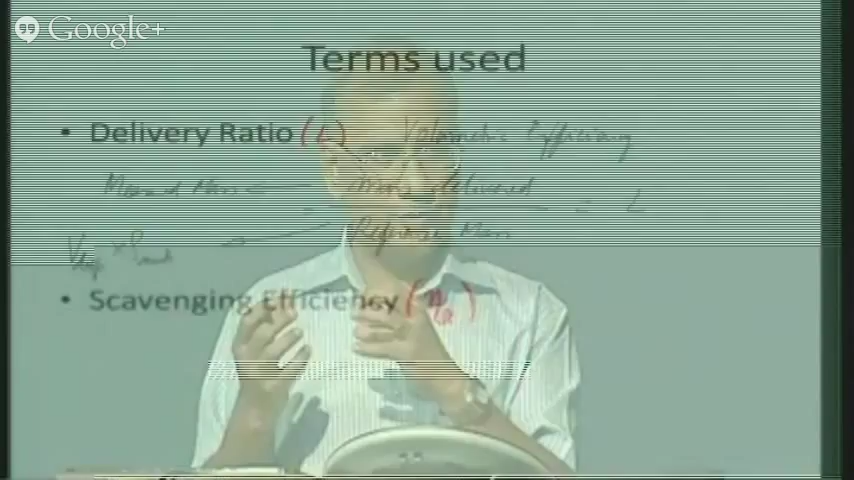 Google+
Terms used
• Delivery Ratio (L) Volumetric Efficiency
Mass delivered = L
Reference Mass
• Scavenging Efficiency (η